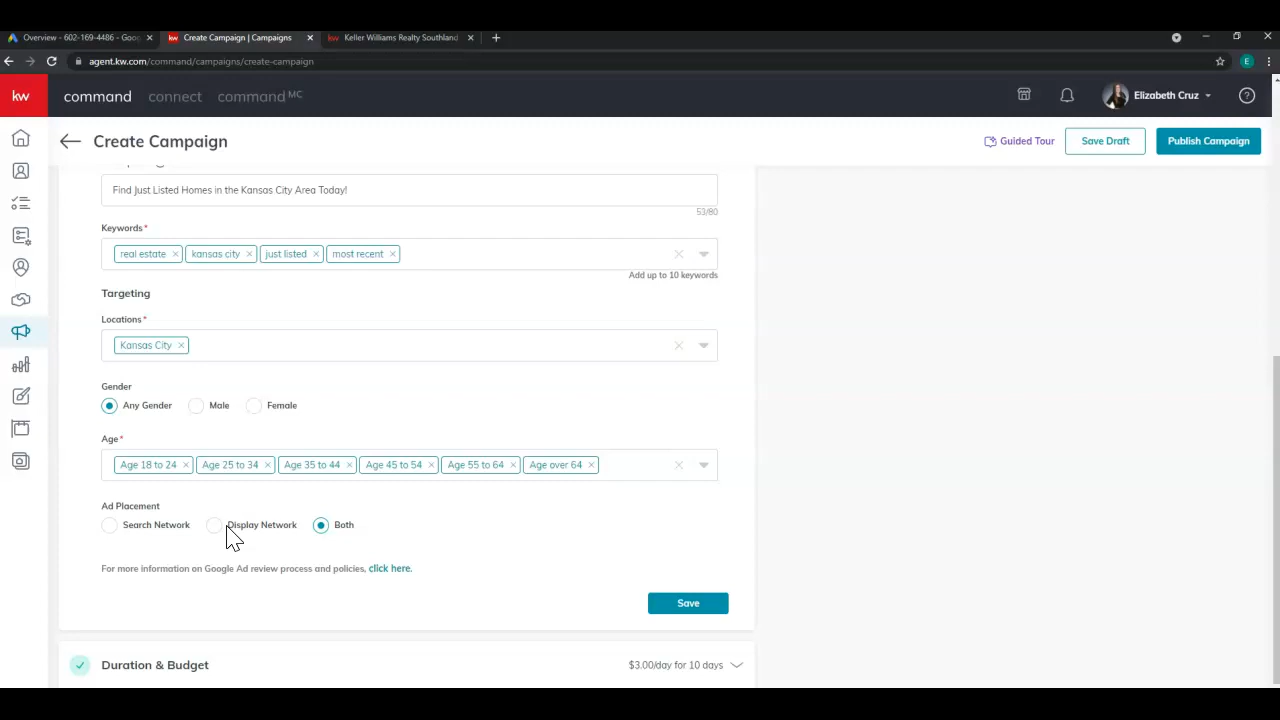 Overview - 602-169-4486 - Goog
Create Campaign | Campaigns
Keller Williams Realty Southland
agent.kw.com/command/campaigns/create-campaign
E
kw
command
connect
command MC
Elizabeth Cruz
Create Campaign
Guided Tour
Save Draft
Publish Campaign
Find Just Listed Homes in the Kansas City Area Today!
53/80
Keywords*
real estate × kansas city × just listed × most recent ×
Add up to 10 keywords
Targeting
Locations*
Kansas City ×
Gender
Any Gender Male Female
Age*
Age 18 to 24 × Age 25 to 34 × Age 35 to 44 × Age 45 to 54 × Age 55 to 64 × Age over 64 ×
Ad Placement
Search Network Display Network Both
For more information on Google Ad review process and policies, click here.
Save
Duration & Budget
$3.00/day for 10 days